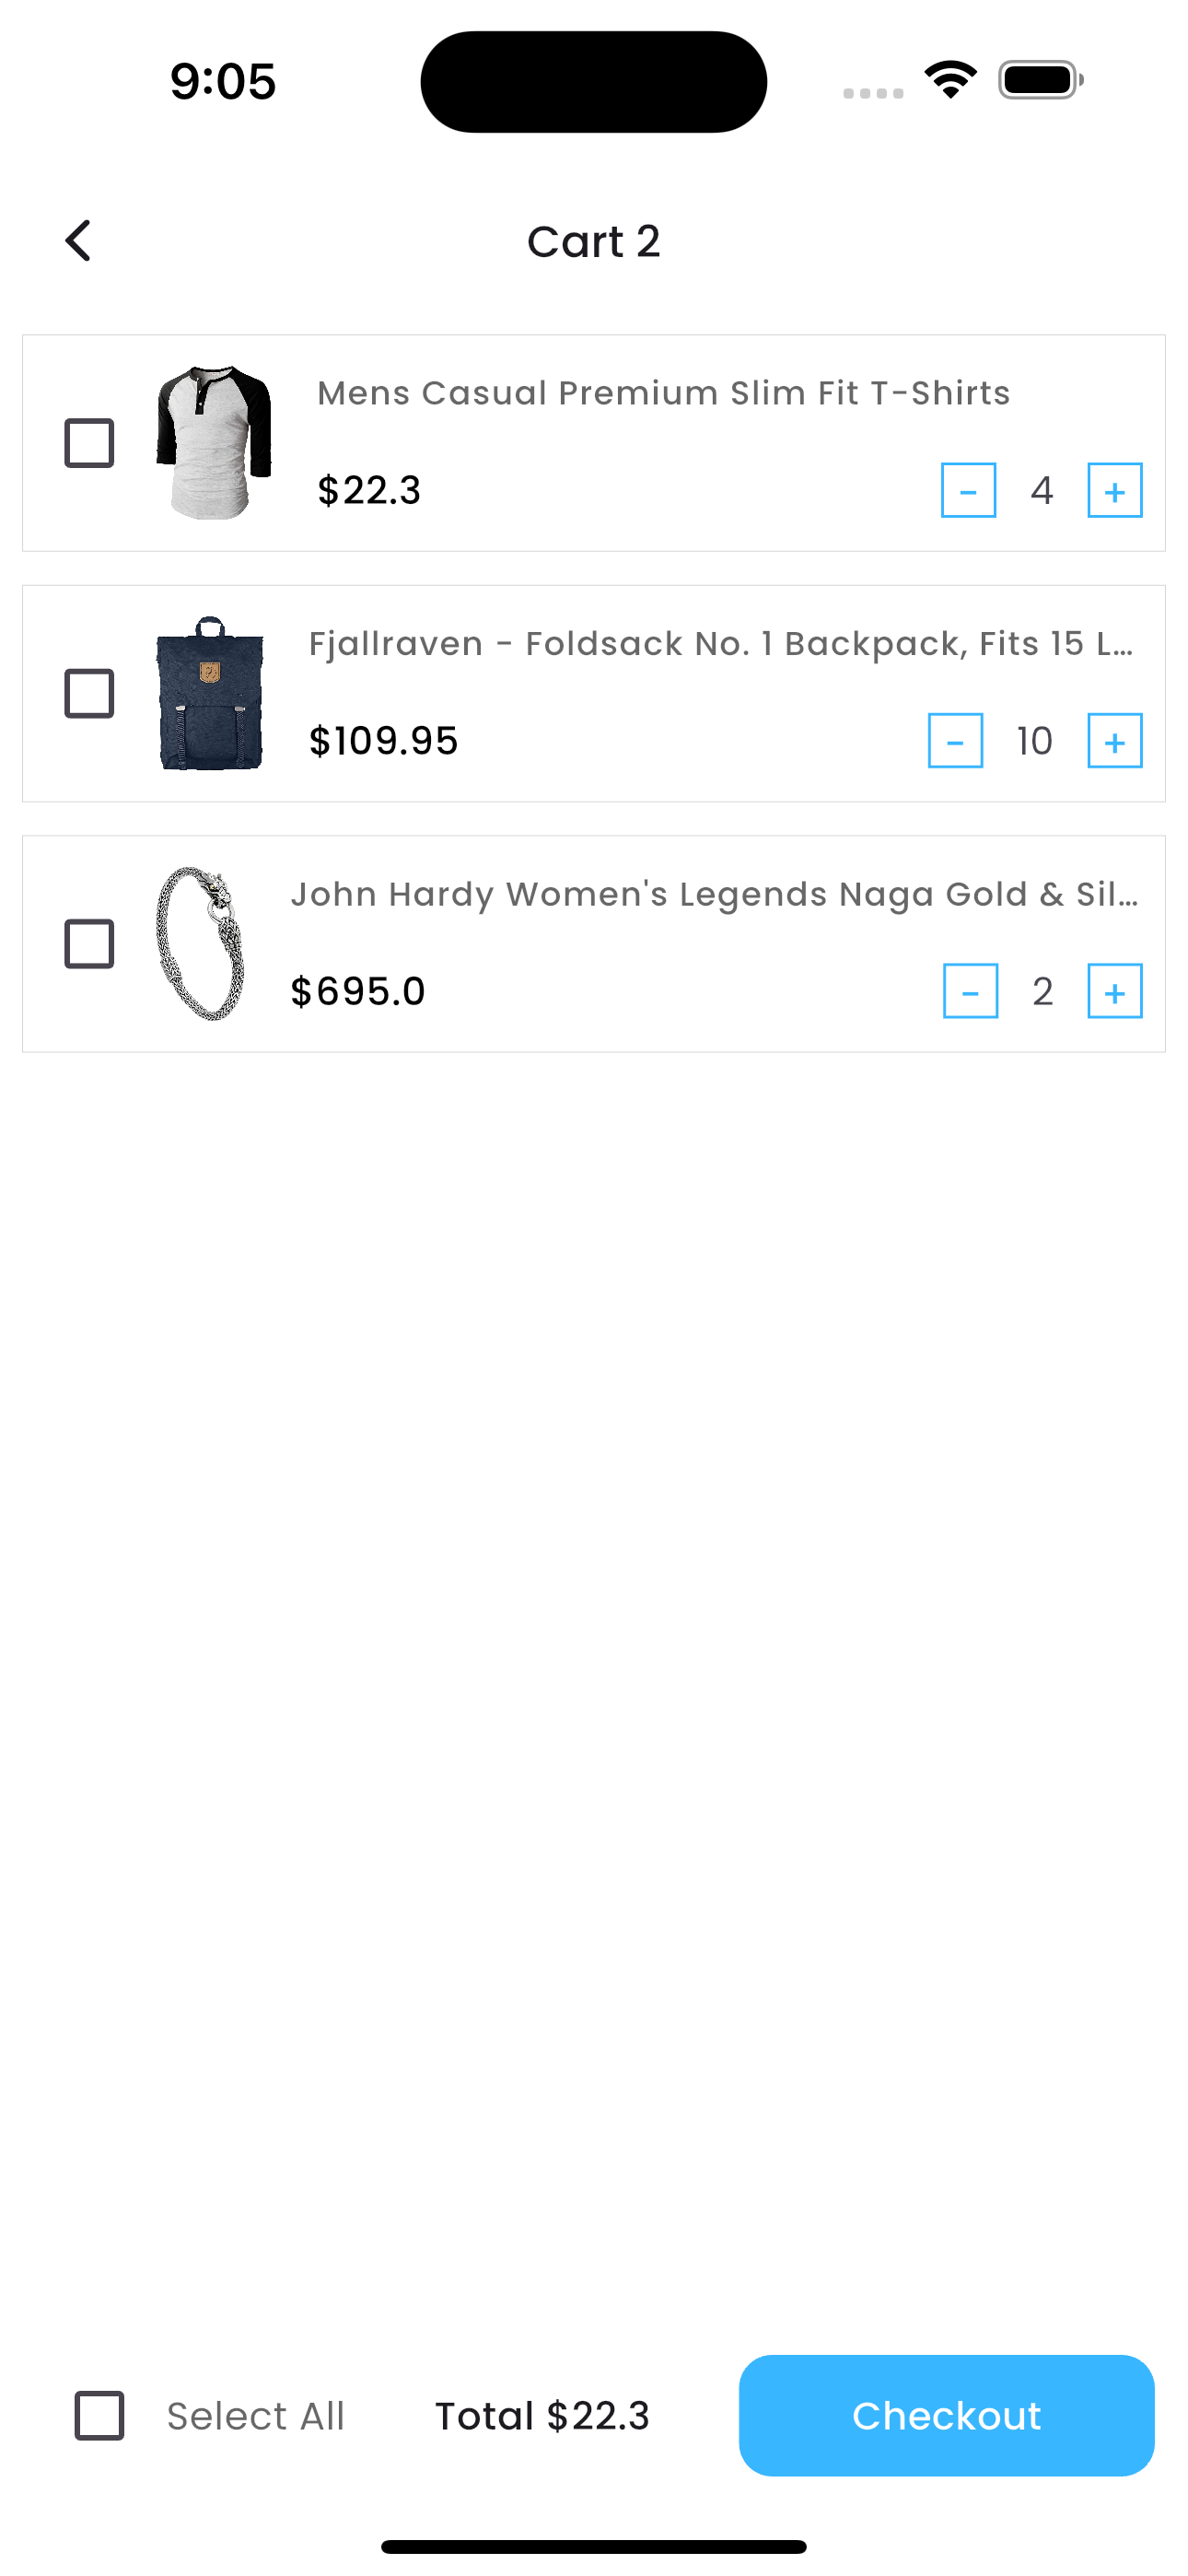 9:05
Cart 2
Mens Casual Premium Slim Fit T-Shirts
$22.3
- 4 +
Fjallraven - Foldsack No. 1 Backpack, Fits 15 L...
$109.95
- 10 +
John Hardy Women's Legends Naga Gold & Sil...
$695.0
- 2 +
Select All
Total $22.3
Checkout